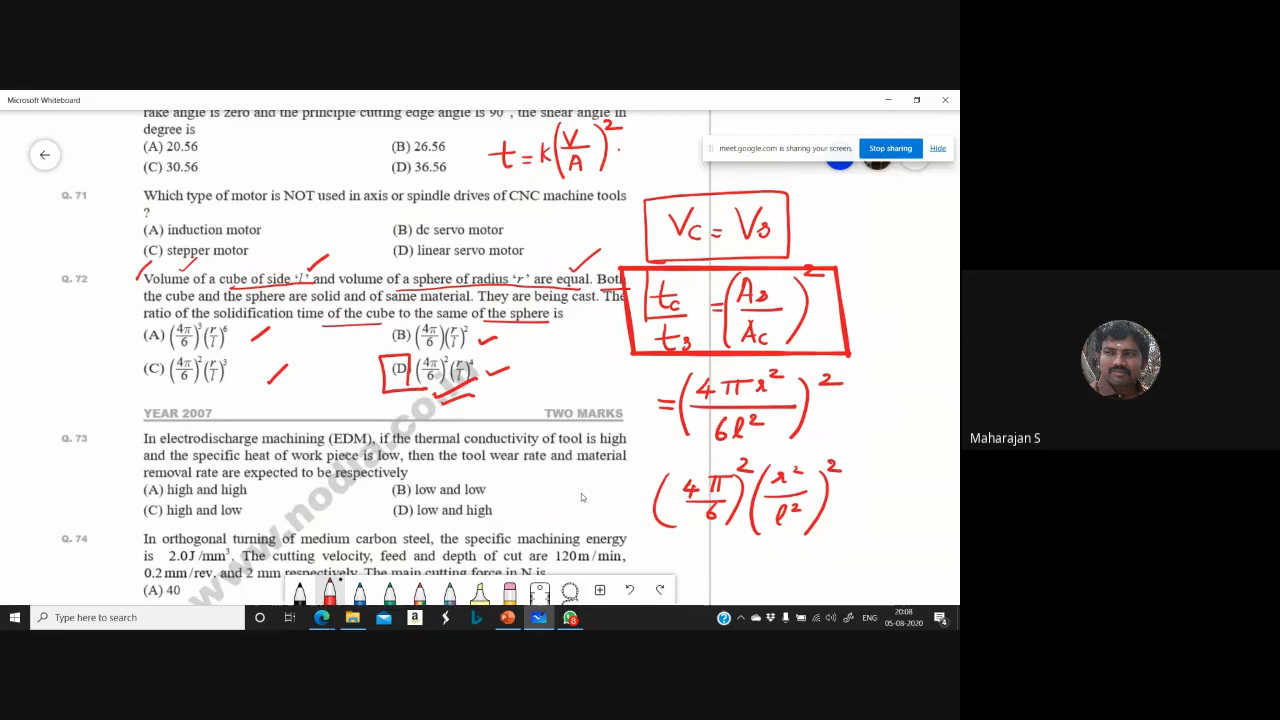 Microsoft Whiteboard
rake angle is zero and the principle cutting edge angle is 90°, the shear angle in
degree is
(A) 20.56 (B) 26.56
(C) 30.56 (D) 36.56
t = k(V/A)²
meet.google.com is sharing your screen. Stop sharing Hide
Q. 71 Which type of motor is NOT used in axis or spindle drives of CNC machine tools
?
(A) induction motor (B) dc servo motor
(C) stepper motor (D) linear servo motor
Q. 72 Volume of a cube of side 'l' and volume of a sphere of radius 'r' are equal. Both
the cube and the sphere are solid and of same material. They are being cast. The
ratio of the solidification time of the cube to the same of the sphere is
(A) (4π/6)³(r/l)⁶ (B) (4π/6)(r/l)²
(C) (4π/6)²(r/l)³ (D) (4π/6)²(r/l)⁴
Vc = Vs
tc/ts = (As/Ac)²
= (4πr²/6l²)²
(4π/6)²(r²/l²)²
YEAR 2007 TWO MARKS
Q. 73 In electrodischarge machining (EDM), if the thermal conductivity of tool is high
and the specific heat of work piece is low, then the tool wear rate and material
removal rate are expected to be respectively
(A) high and high (B) low and low
(C) high and low (D) low and high
Q. 74 In orthogonal turning of medium carbon steel, the specific machining energy
is 2.0J/mm³. The cutting velocity, feed and depth of cut are 120m/min,
0.2mm/rev, and 2 mm respectively. The main cutting force in N is
(A) 40
www.nodia.co.in
Maharajan S
Type here to search
ENG
20:08
05-08-2020
4